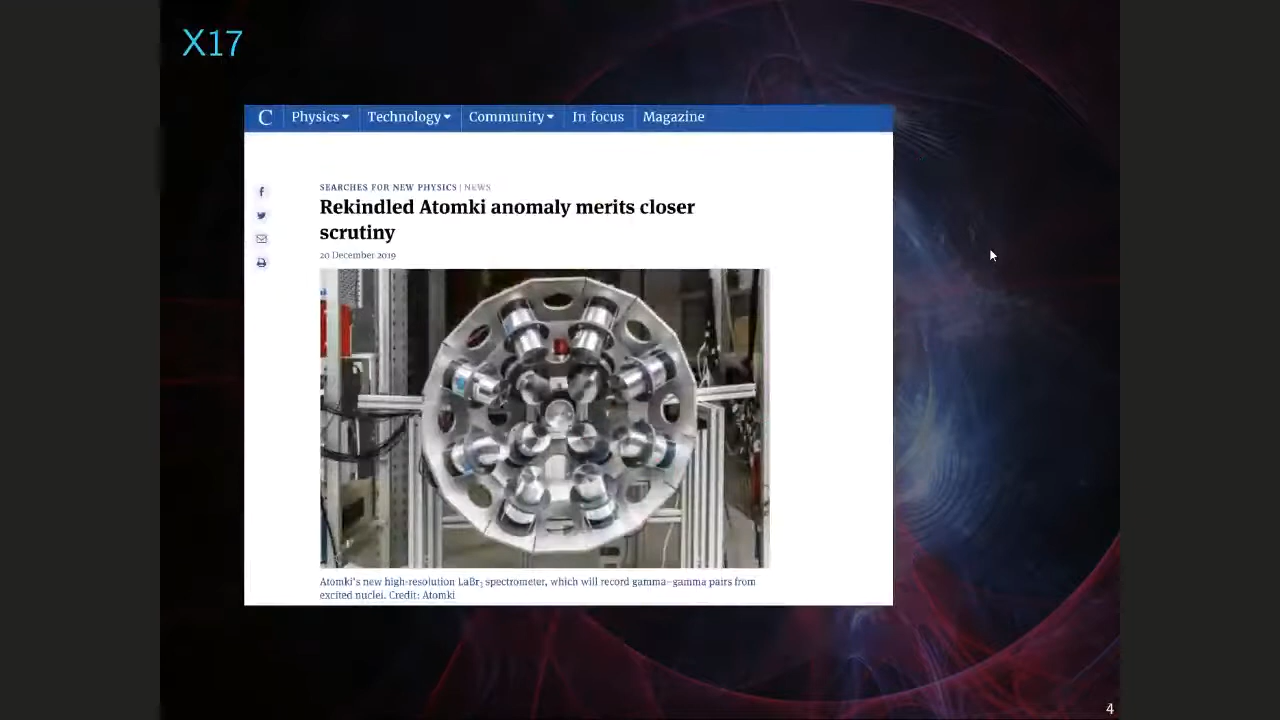 X17
C Physics Technology Community In focus Magazine
SEARCHES FOR NEW PHYSICS | NEWS
Rekindled Atomki anomaly merits closer
scrutiny
20 December 2019
Atomki's new high-resolution LaBr3 spectrometer, which will record gamma–gamma pairs from
excited nuclei. Credit: Atomki
4